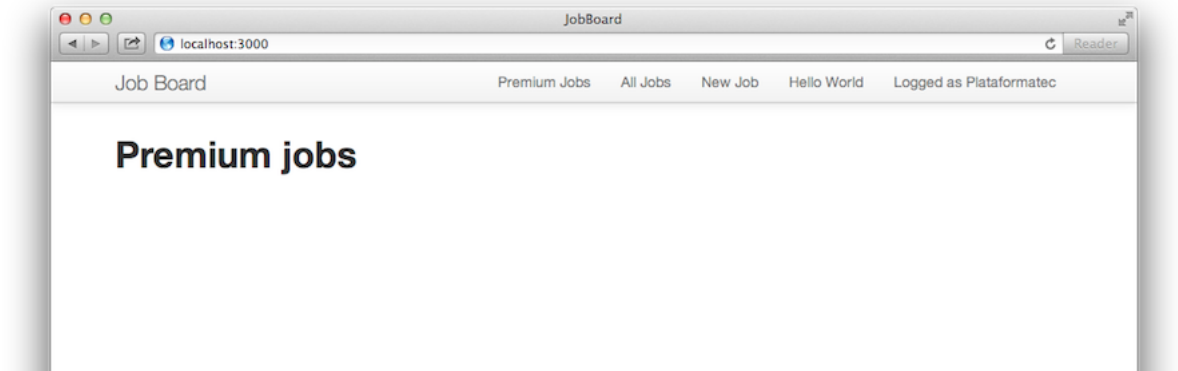 JobBoard
localhost:3000
Reader
Job Board Premium Jobs All Jobs New Job Hello World Logged as Plataformatec
Premium jobs